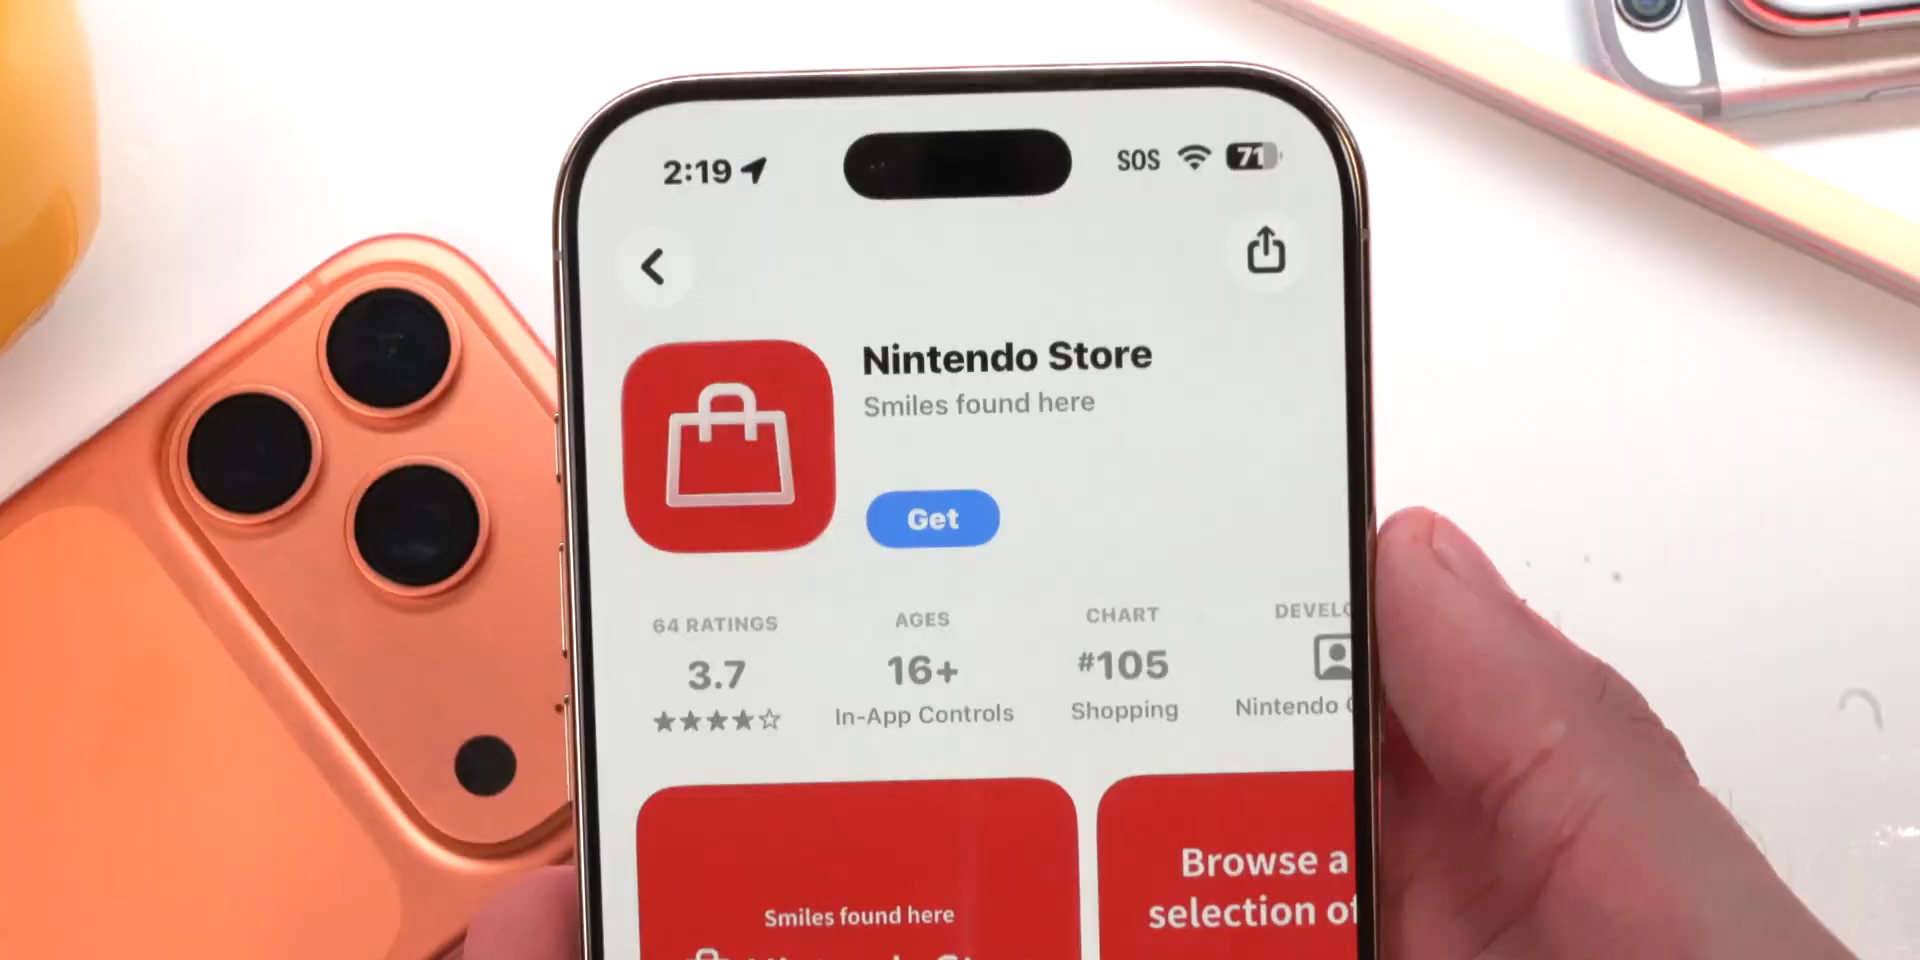 2:19
SOS
71
Nintendo Store
Smiles found here
Get
64 RATINGS
3.7
AGES
16+
In-App Controls
CHART
#105
Shopping
DEVELO
Nintendo
Smiles found here
Browse a
selection of